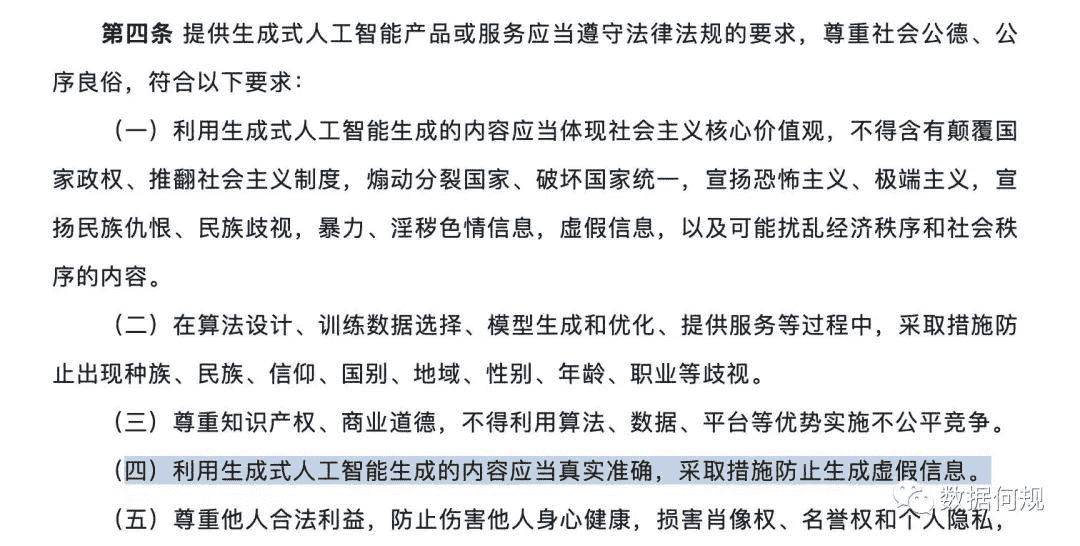 第四条 提供生成式人工智能产品或服务应当遵守法律法规的要求，尊重社会公德、公
序良俗，符合以下要求：
（一）利用生成式人工智能生成的内容应当体现社会主义核心价值观，不得含有颠覆国
家政权、推翻社会主义制度，煽动分裂国家、破坏国家统一，宣扬恐怖主义、极端主义，宣
扬民族仇恨、民族歧视，暴力、淫秽色情信息，虚假信息，以及可能扰乱经济秩序和社会秩
序的内容。
（二）在算法设计、训练数据选择、模型生成和优化、提供服务等过程中，采取措施防
止出现种族、民族、信仰、国别、地域、性别、年龄、职业等歧视。
（三）尊重知识产权、商业道德，不得利用算法、数据、平台等优势实施不公平竞争。
（四）利用生成式人工智能生成的内容应当真实准确，采取措施防止生成虚假信息。
数据何规
（五）尊重他人合法利益，防止伤害他人身心健康，损害肖像权、名誉权和个人隐私，